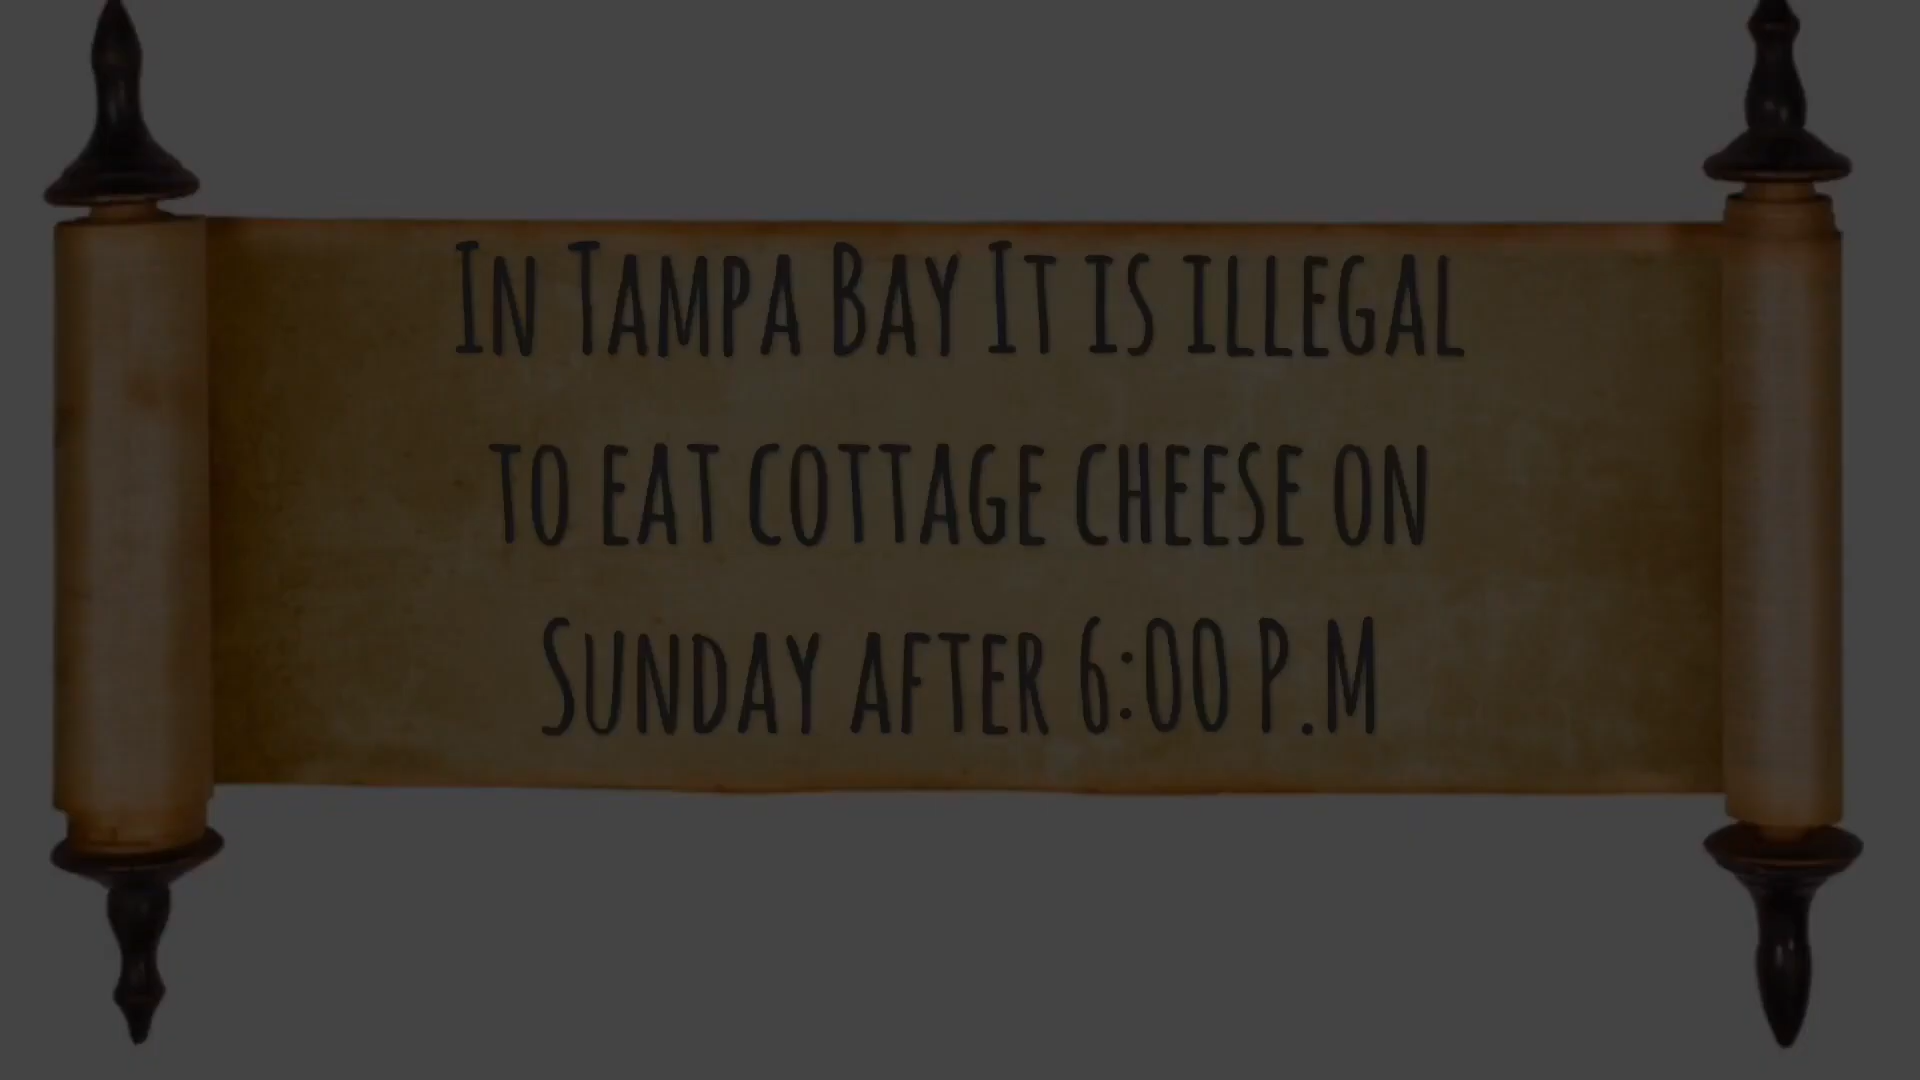 In Tampa Bay It is illegal
to eat cottage cheese on
Sunday after 6:00 P.M